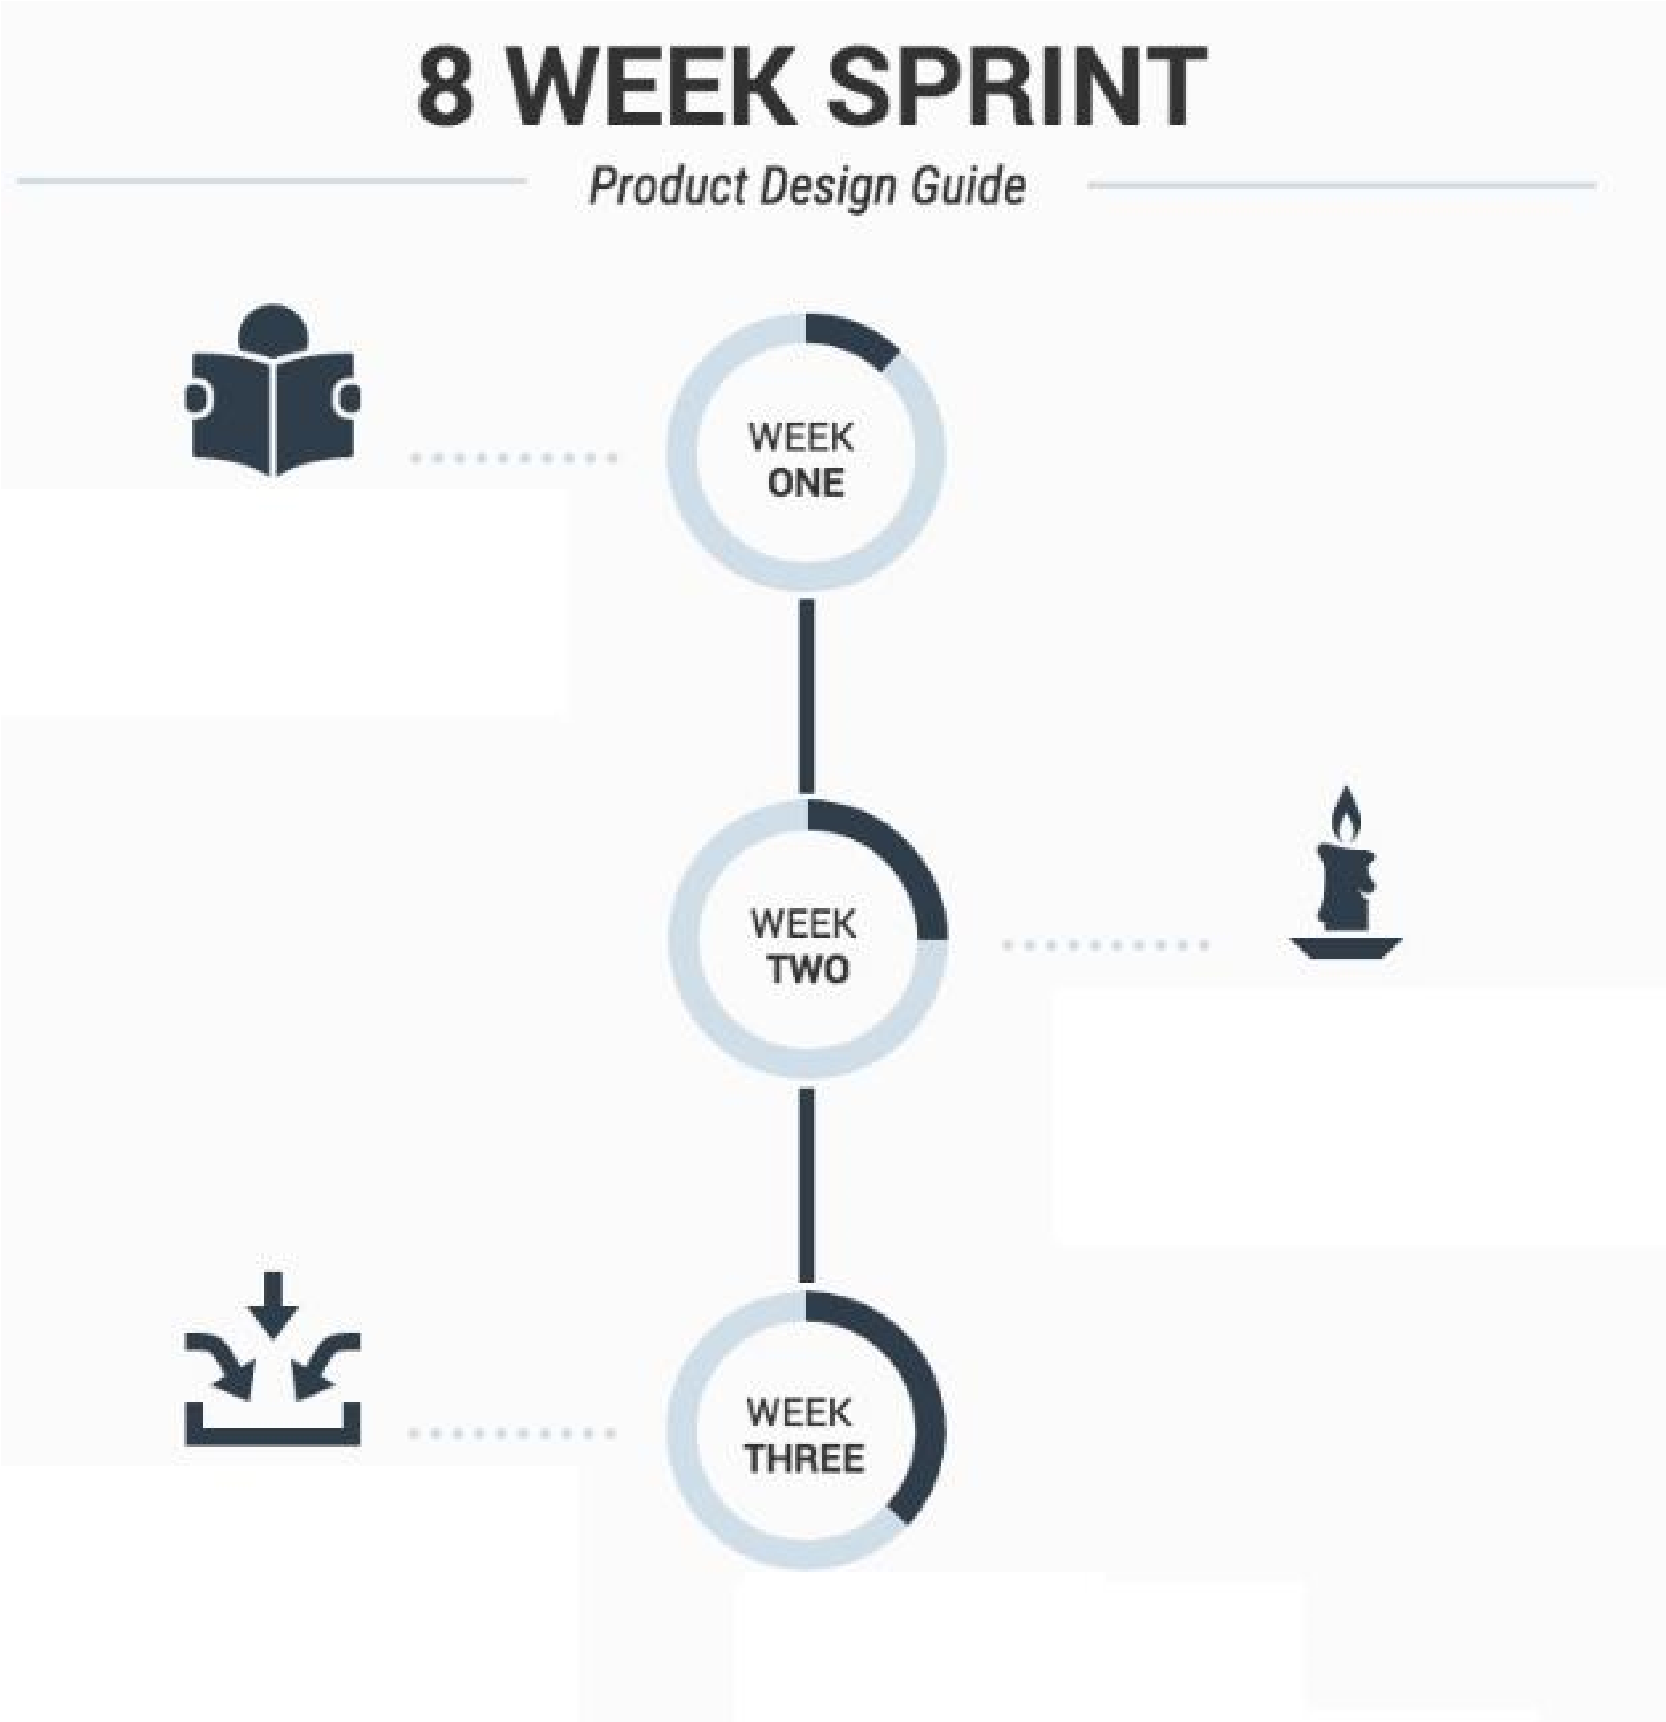 8 WEEK SPRINT
Product Design Guide
WEEK
ONE
WEEK
TWO
WEEK
THREE